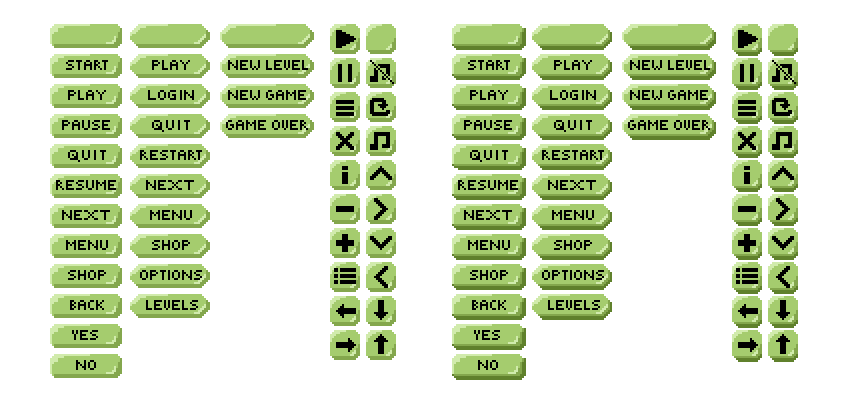 START PLAY NEW LEVEL START PLAY NEW LEVEL
PLAY LOGIN NEW GAME PLAY LOGIN NEW GAME
PAUSE QUIT GAME OVER PAUSE QUIT GAME OVER
QUIT RESTART QUIT RESTART
RESUME NEXT RESUME NEXT
NEXT MENU NEXT MENU
MENU SHOP MENU SHOP
SHOP OPTIONS SHOP OPTIONS
BACK LEVELS BACK LEVELS
YES YES
NO NO